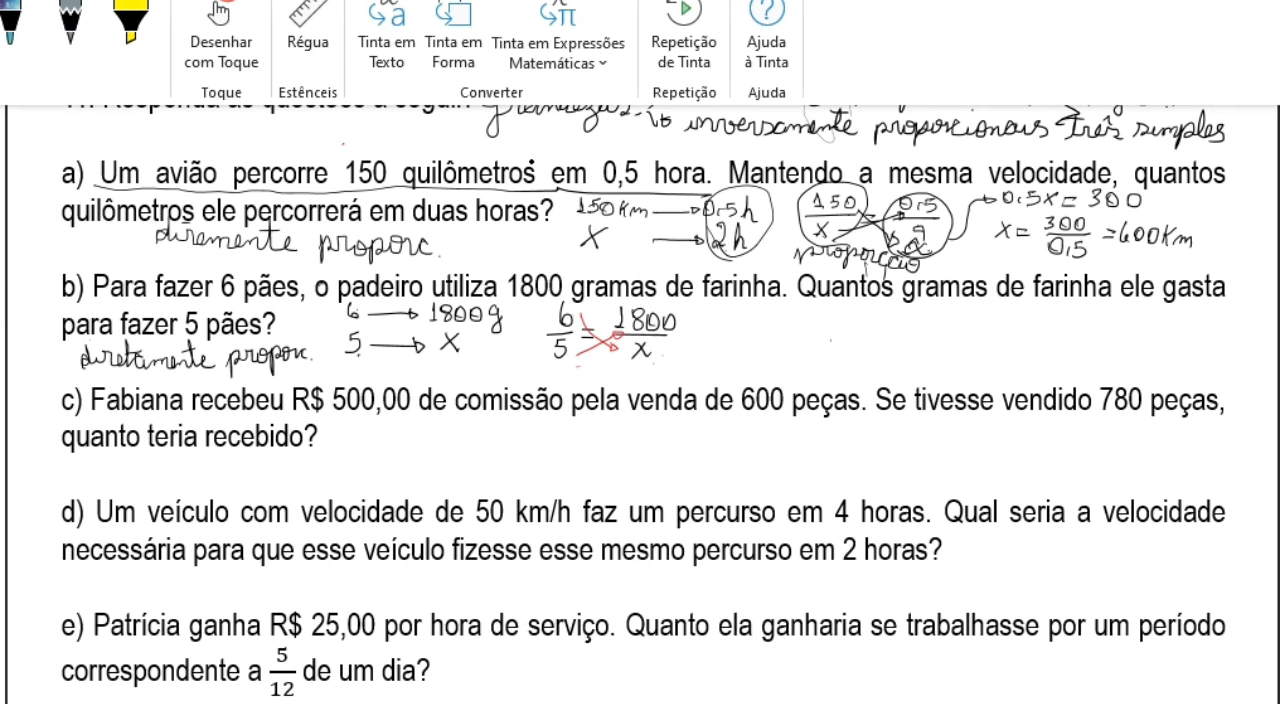 Desenhar
com Toque
Régua
Tinta em
Texto
Tinta em
Forma
Tinta em Expressões
Matemáticas
Repetição
de Tinta
Ajuda
à Tinta
Toque
Estênceis
Converter
Repetição
Ajuda
inversamente proporcionais Três simples
a) Um avião percorre 150 quilômetros em 0,5 hora. Mantendo a mesma velocidade, quantos
quilômetros ele percorrerá em duas horas? 150 Km → 0,5h 150/x = 0,5/2 → 0,5x = 300
diremente proporc. x → 2h proporção x = 300/0,5 = 600 Km
b) Para fazer 6 pães, o padeiro utiliza 1800 gramas de farinha. Quantos gramas de farinha ele gasta
para fazer 5 pães? 6 → 1800g 6/5 = 1800/x
diretamente propor. 5 → x
c) Fabiana recebeu R$ 500,00 de comissão pela venda de 600 peças. Se tivesse vendido 780 peças,
quanto teria recebido?
d) Um veículo com velocidade de 50 km/h faz um percurso em 4 horas. Qual seria a velocidade
necessária para que esse veículo fizesse esse mesmo percurso em 2 horas?
e) Patrícia ganha R$ 25,00 por hora de serviço. Quanto ela ganharia se trabalhasse por um período
correspondente a 5/12 de um dia?